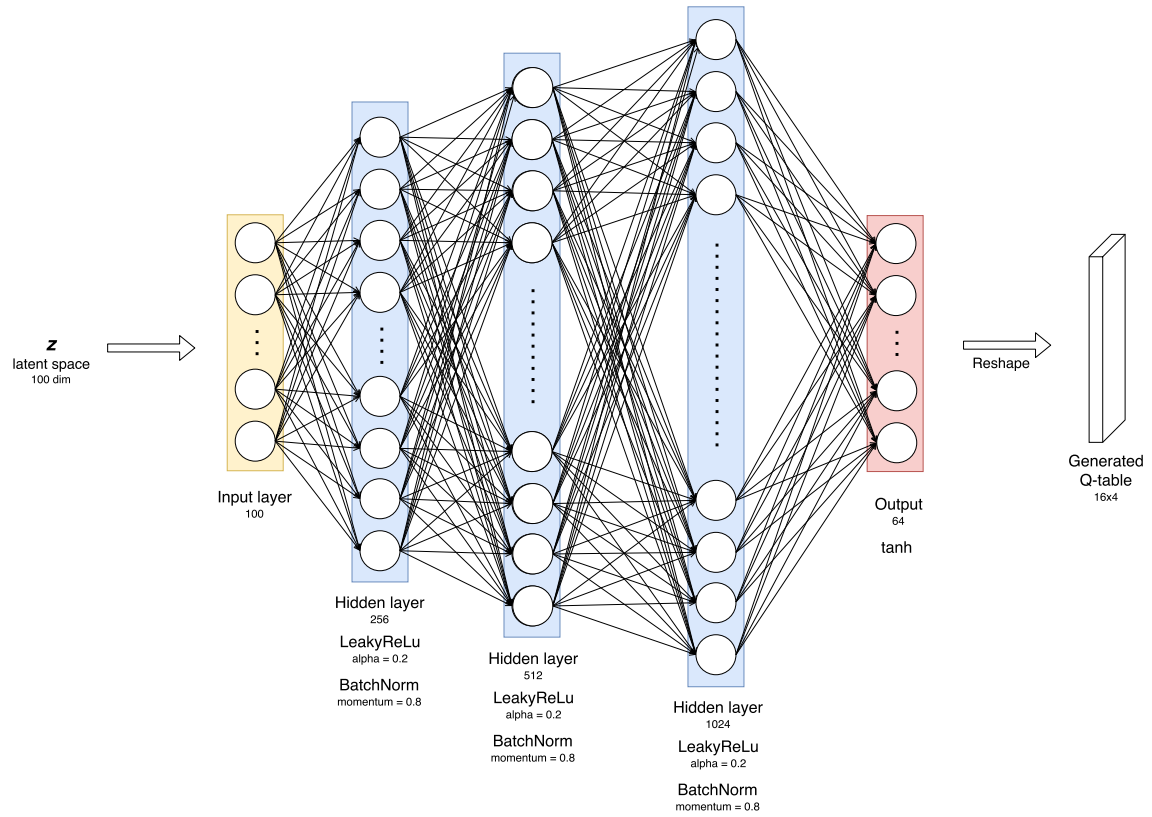 z
latent space
100 dim
Input layer
100
Hidden layer
256
LeakyReLu
alpha = 0.2
BatchNorm
momentum = 0.8
Hidden layer
512
LeakyReLu
alpha = 0.2
BatchNorm
momentum = 0.8
Hidden layer
1024
LeakyReLu
alpha = 0.2
BatchNorm
momentum = 0.8
Output
64
tanh
Reshape
Generated
Q-table
16x4